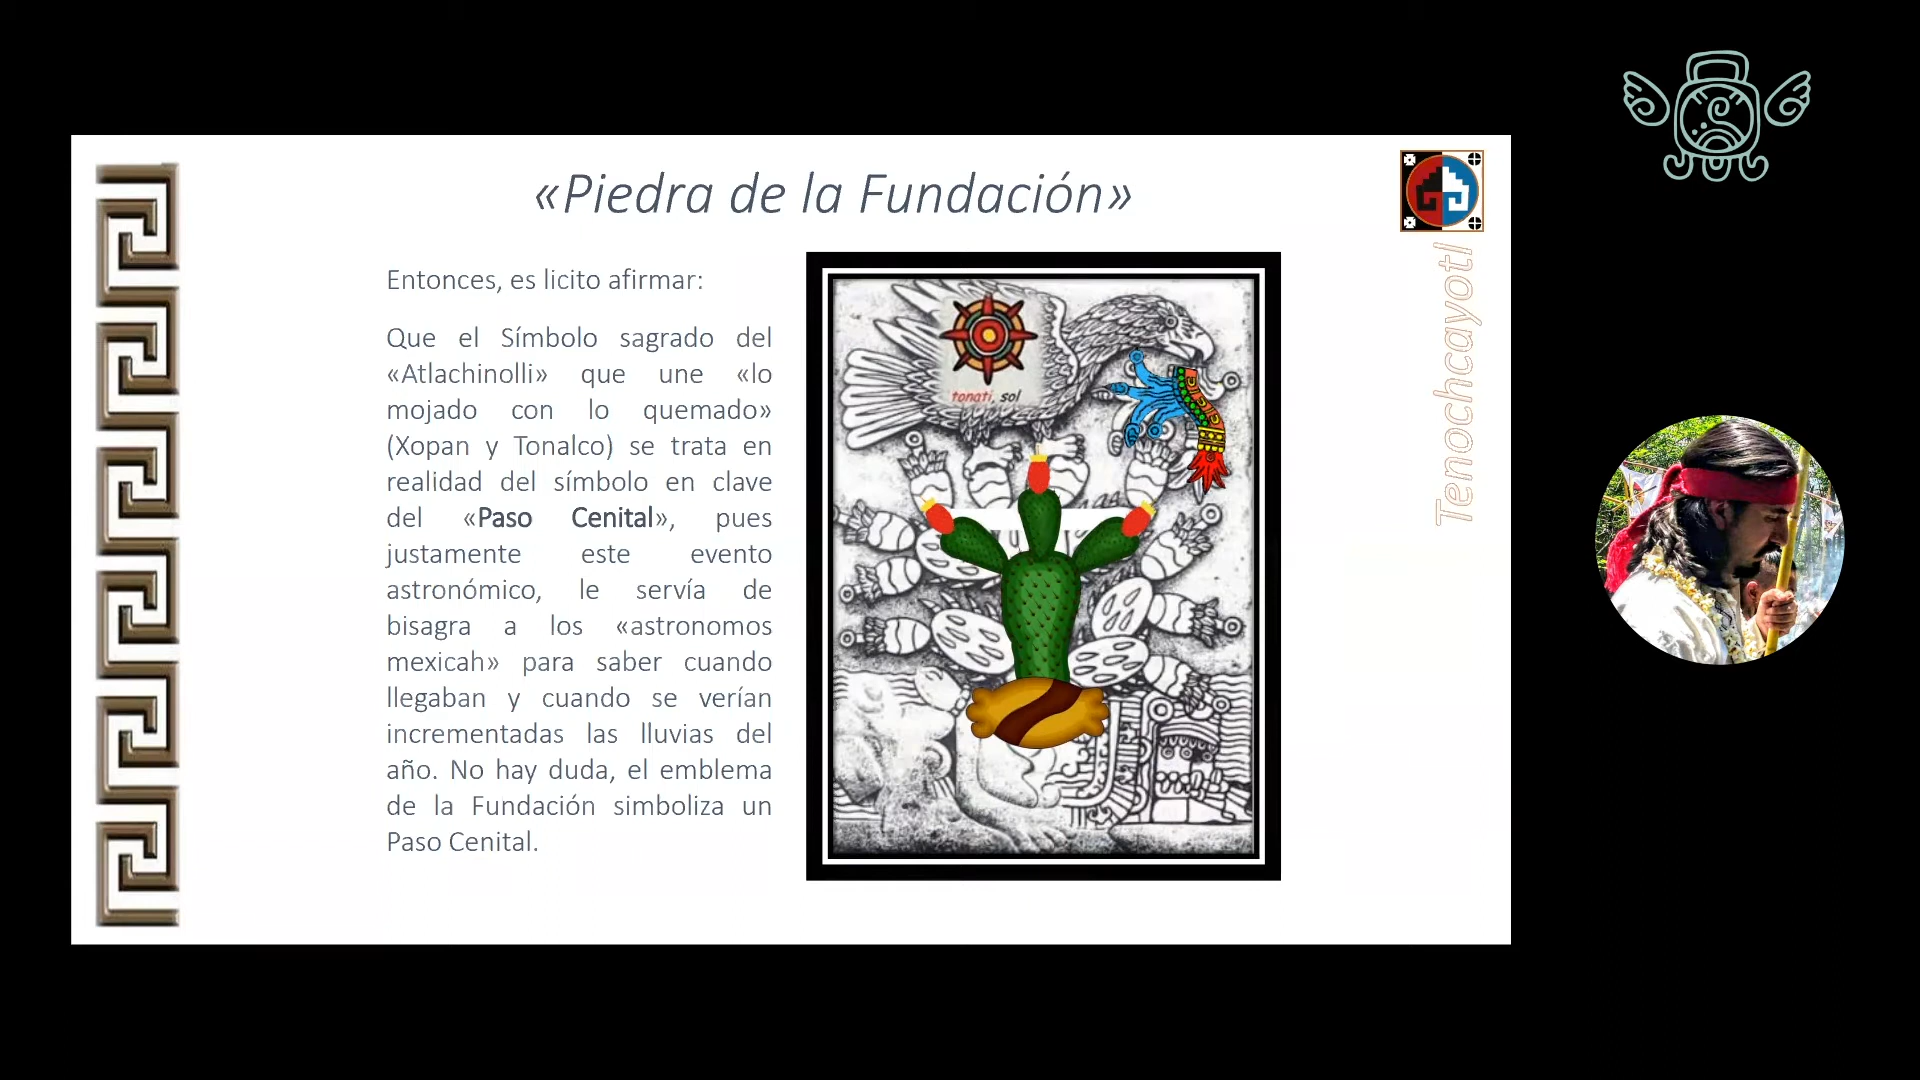 «Piedra de la Fundación»
Entonces, es licito afirmar:
Que el Símbolo sagrado del
«Atlachinolli» que une «lo
mojado con lo quemado»
(Xopan y Tonalco) se trata en
realidad del símbolo en clave
del «Paso Cenital», pues
justamente este evento
astronómico, le servía de
bisagra a los «astronomos
mexicah» para saber cuando
llegaban y cuando se verían
incrementadas las lluvias del
año. No hay duda, el emblema
de la Fundación simboliza un
Paso Cenital.
tonati, sol
Tenochcayotl